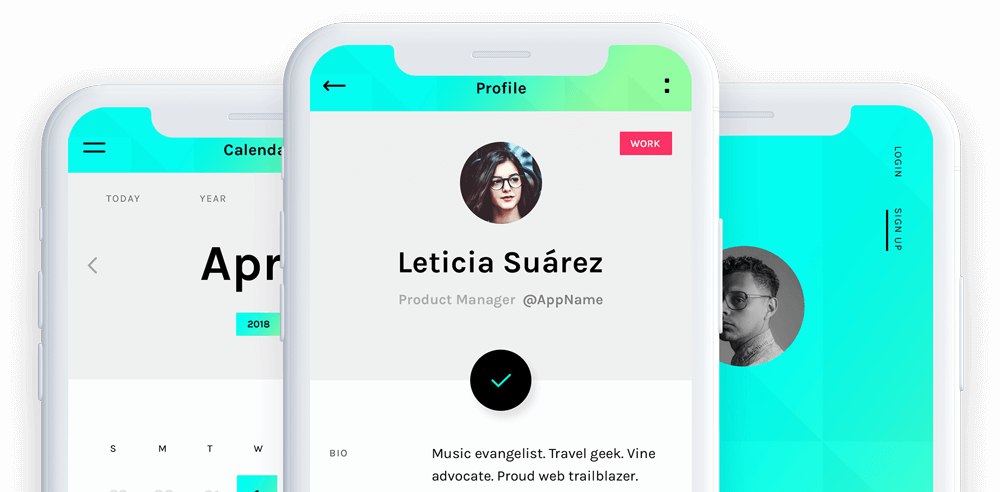 Calenda
TODAY
YEAR
Apr
2018
S M T W
Profile
WORK
Leticia Suárez
Product Manager @AppName
BIO
Music evangelist. Travel geek. Vine
advocate. Proud web trailblazer.
LOGIN
SIGN UP